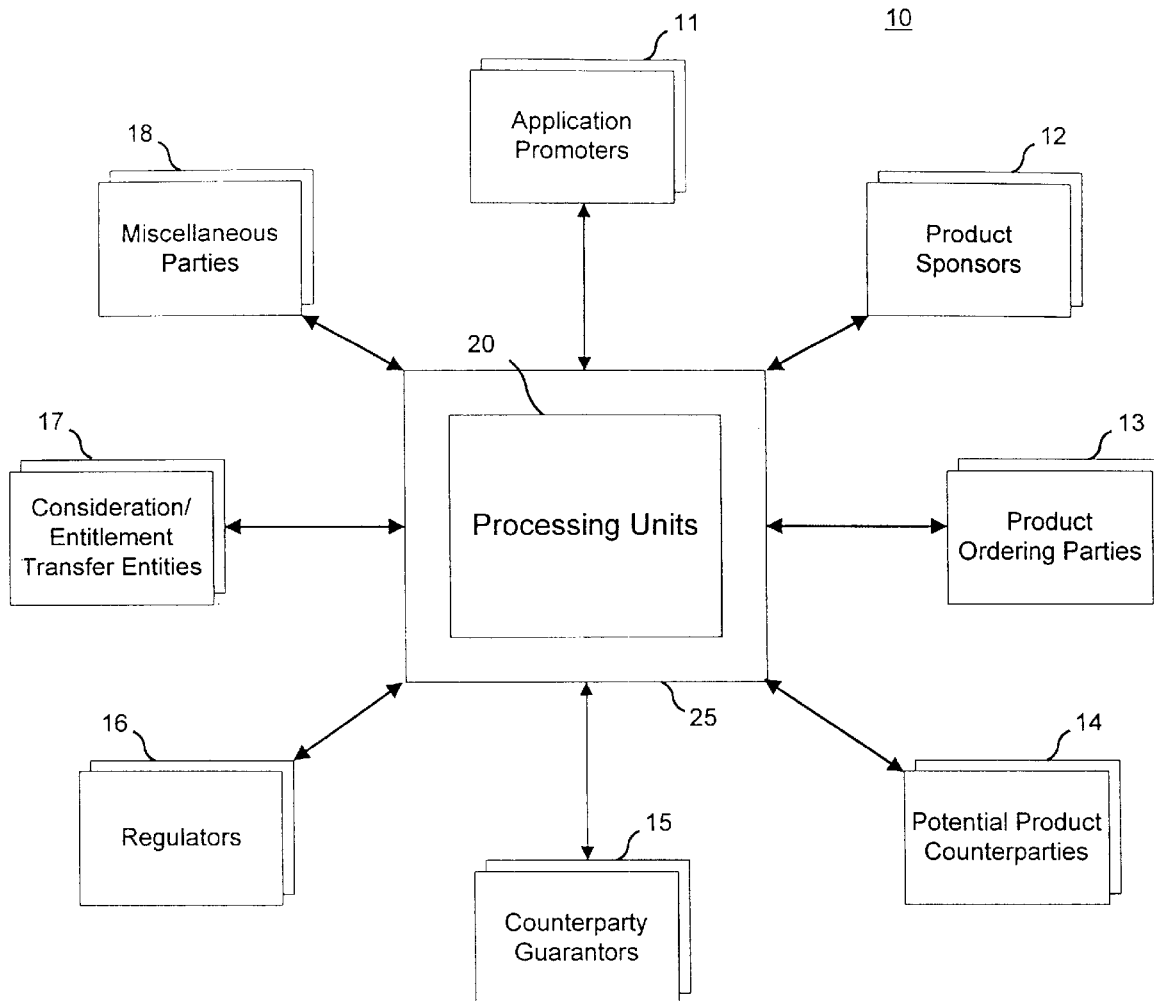 10
11
Application
Promoters
18
Miscellaneous
Parties
12
Product
Sponsors
20
Processing Units
17
Consideration/
Entitlement
Transfer Entities
13
Product
Ordering Parties
25
16
Regulators
15
Counterparty
Guarantors
14
Potential Product
Counterparties